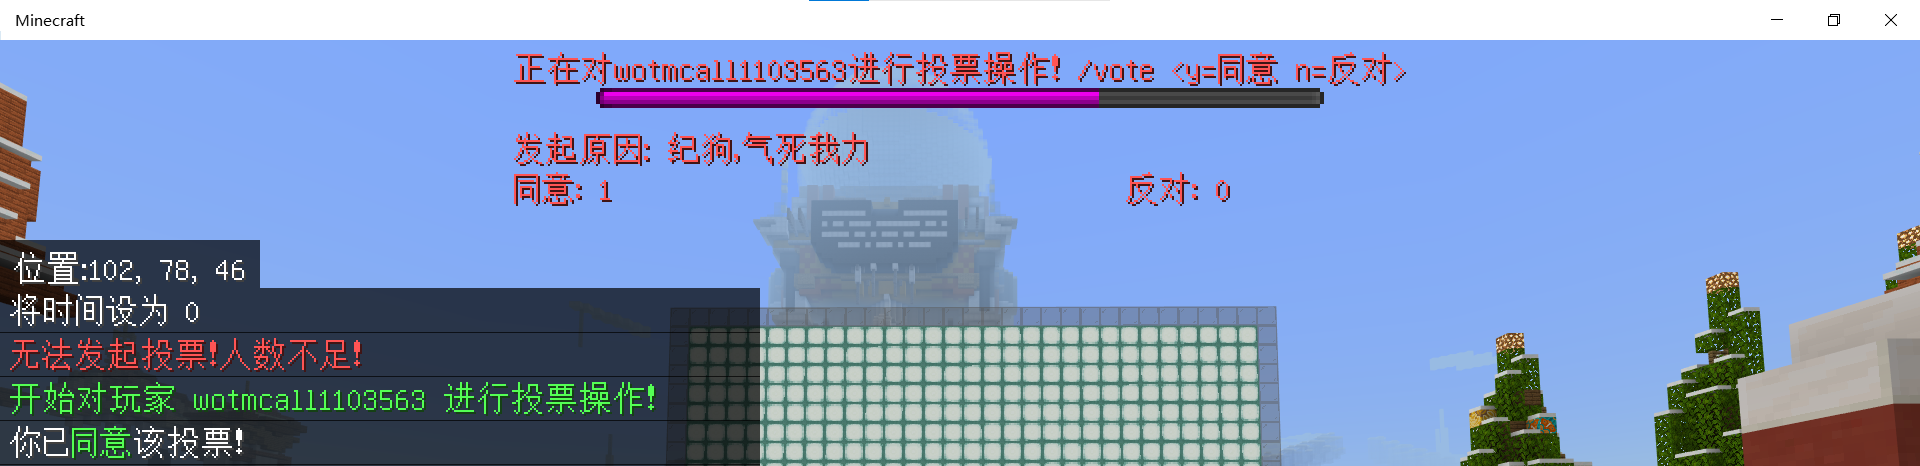 Minecraft
正在对wotmcall1103563进行投票操作! /vote <y=同意 n=反对>
发起原因: 纪狗,气死我力
同意: 1 反对: 0
位置:102, 78, 46
将时间设为 0
无法发起投票!人数不足!
开始对玩家 wotmcall1103563 进行投票操作!
你已同意该投票!